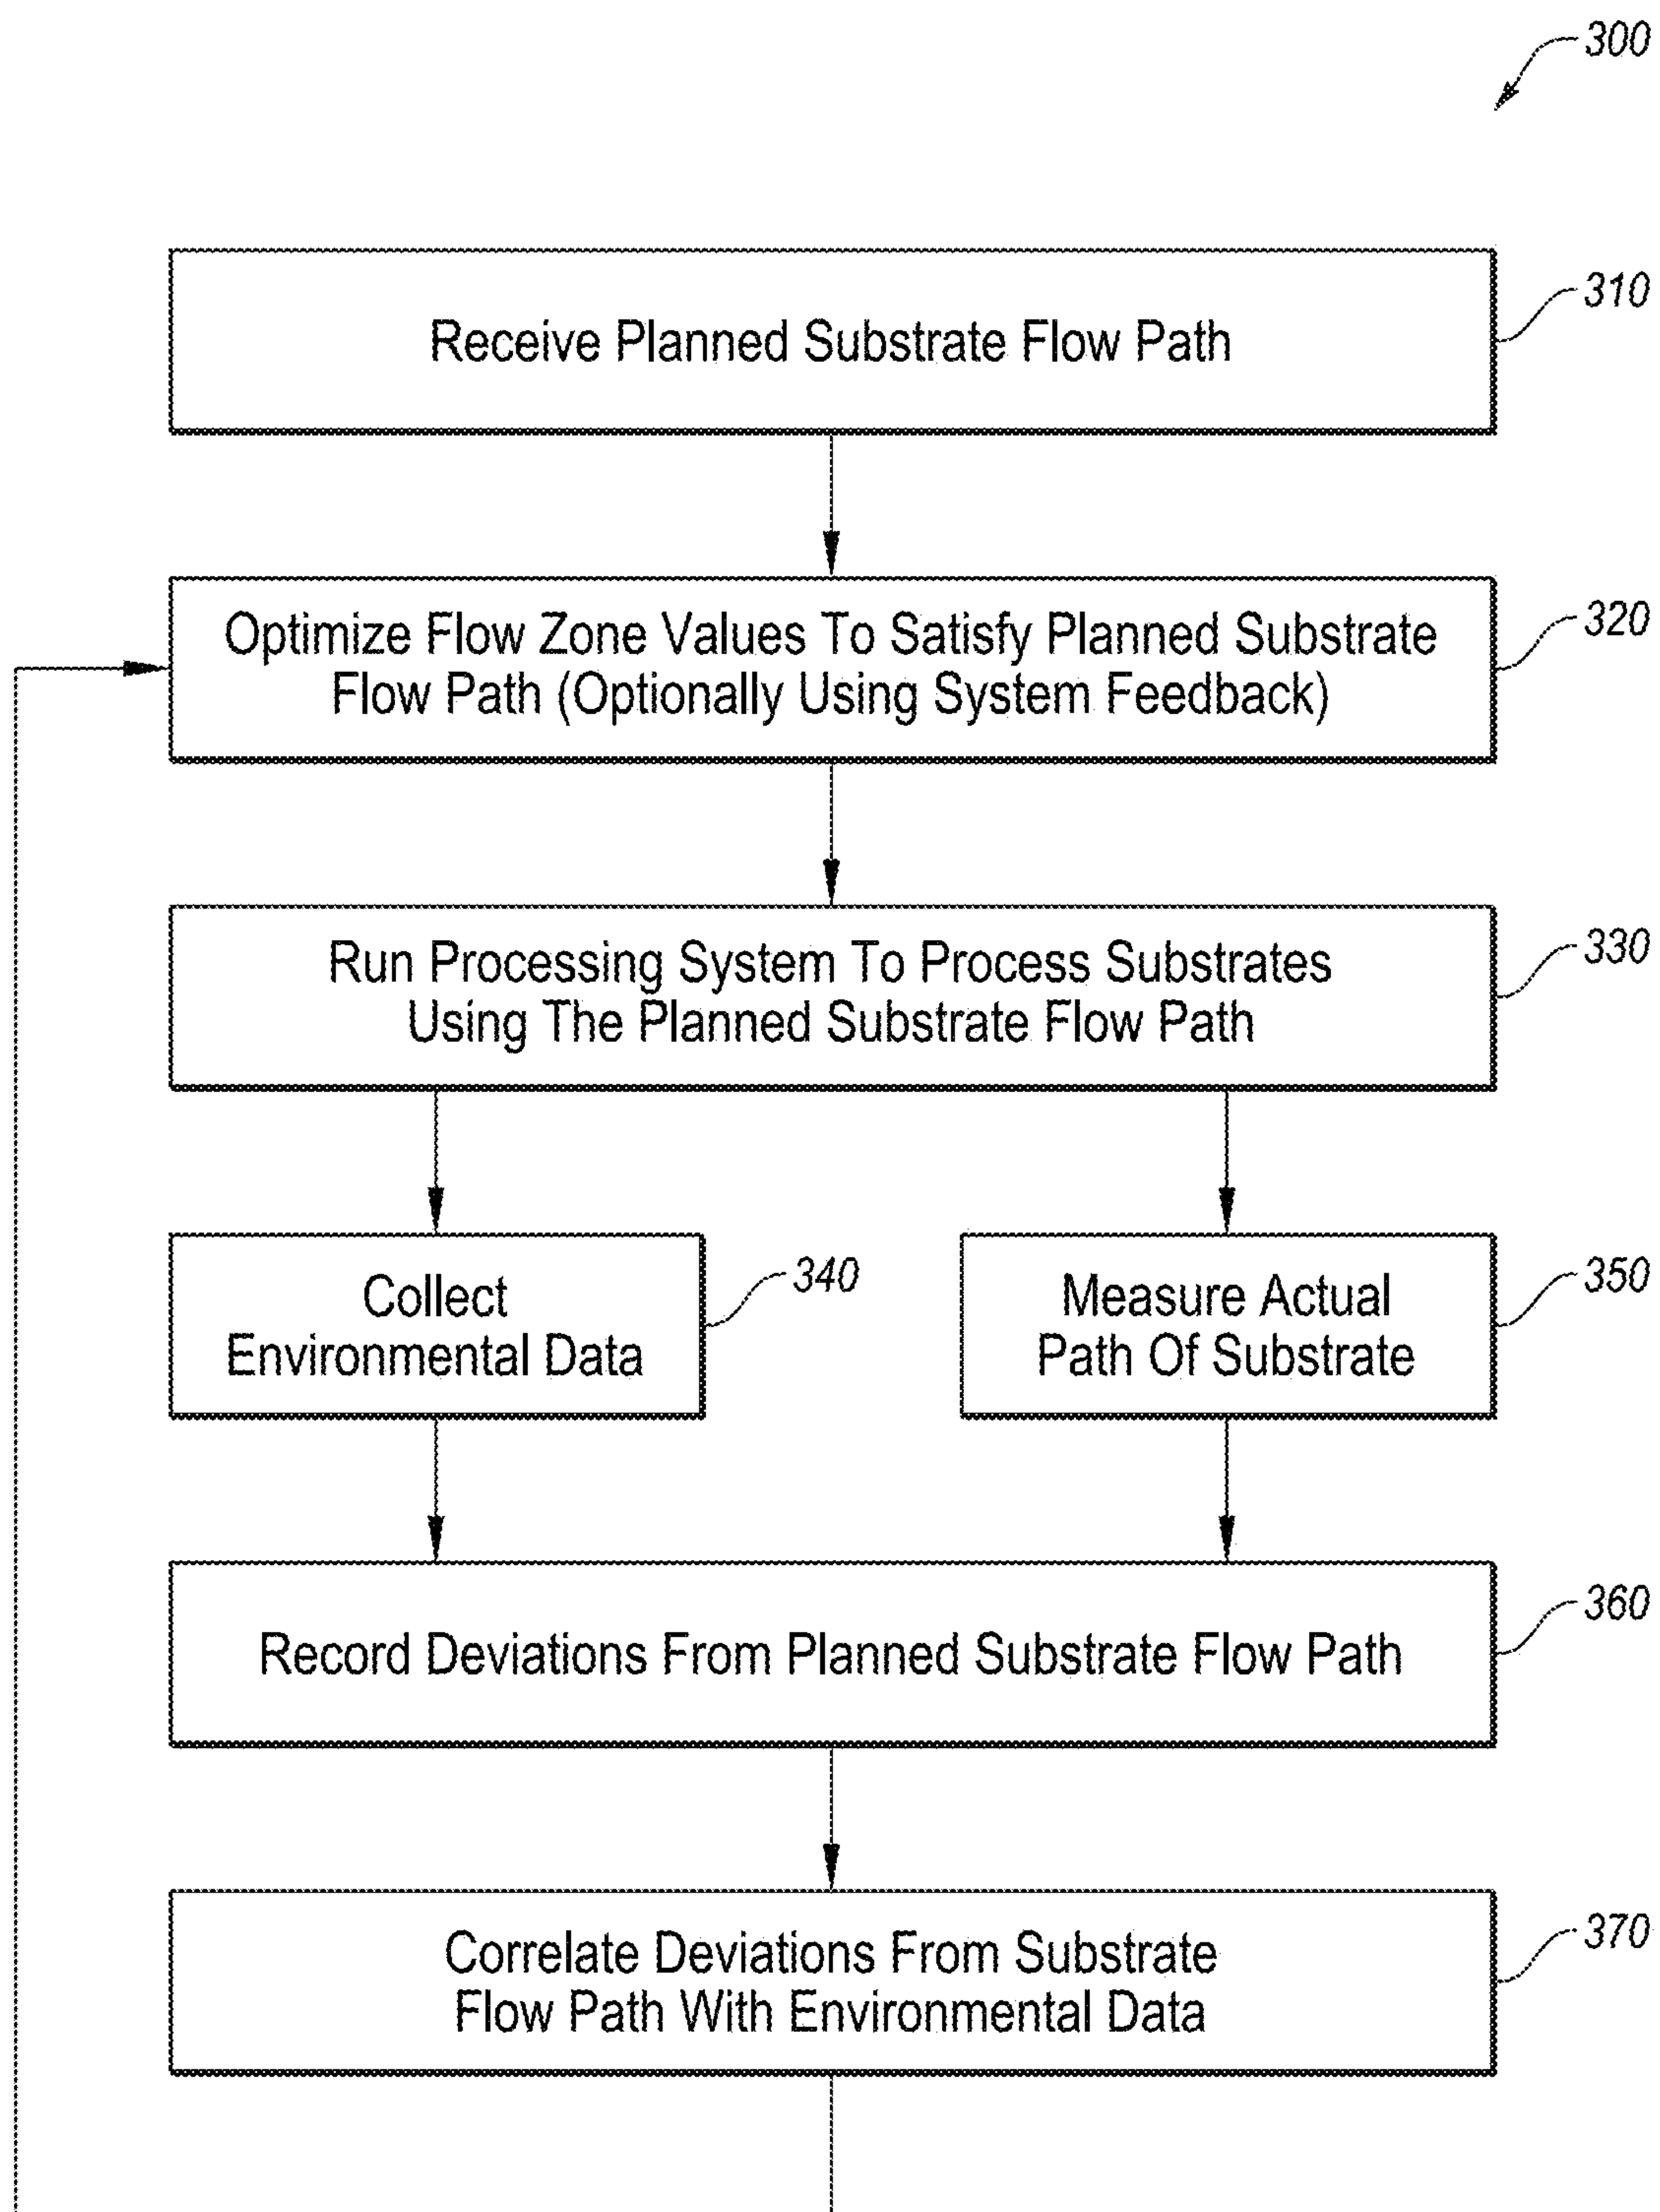 300
Receive Planned Substrate Flow Path
310
Optimize Flow Zone Values To Satisfy Planned Substrate
Flow Path (Optionally Using System Feedback)
320
Run Processing System To Process Substrates
Using The Planned Substrate Flow Path
330
Collect
Environmental Data
340
Measure Actual
Path Of Substrate
350
Record Deviations From Planned Substrate Flow Path
360
Correlate Deviations From Substrate
Flow Path With Environmental Data
370